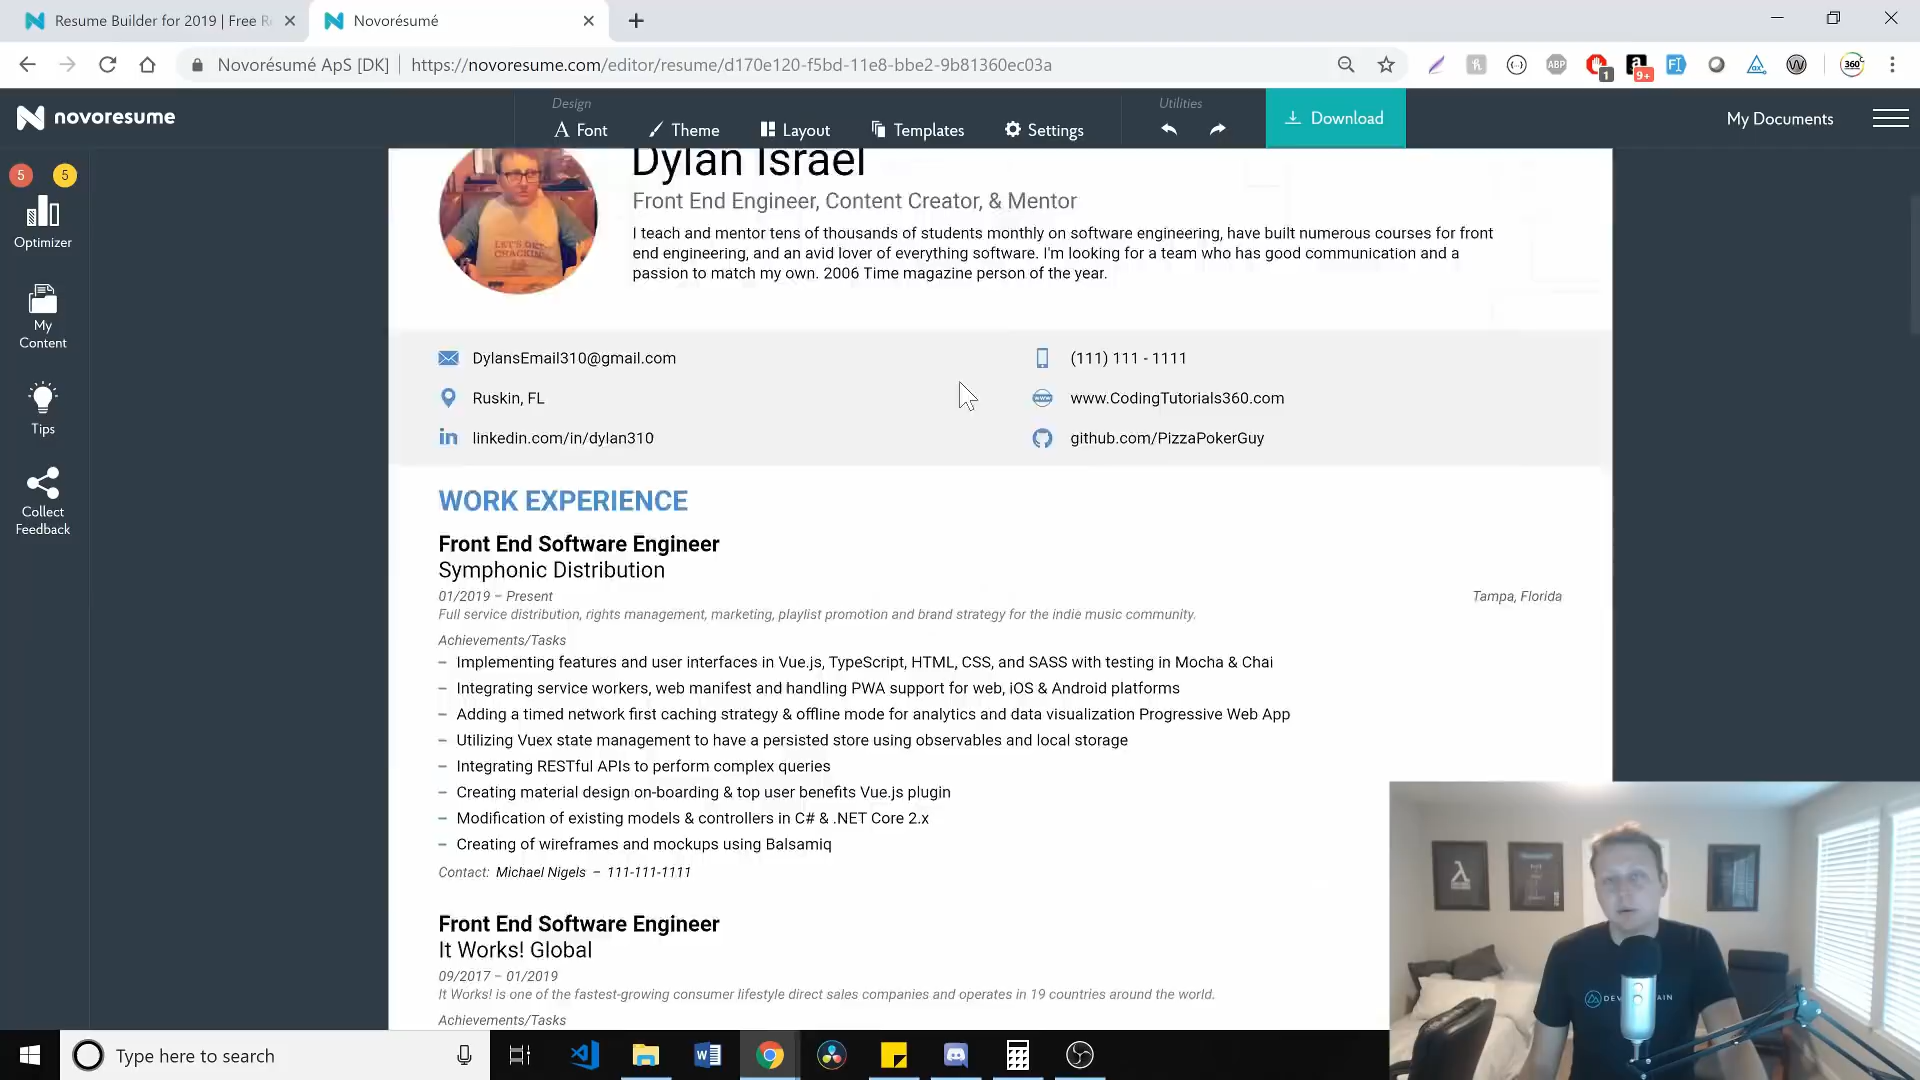 Resume Builder for 2019 | Free R
Novorésumé
Novorésumé ApS [DK]
https://novoresume.com/editor/resume/d170e120-f5bd-11e8-bbe2-9b81360ec03a
ABP
1
9+
360
novoresume
Design
Font
Theme
Layout
Templates
Settings
Utilities
Download
My Documents
5
5
Optimizer
My
Content
Tips
Collect
Feedback
LET'S GET
CRACKIN'
Dylan Israel
Front End Engineer, Content Creator, & Mentor
I teach and mentor tens of thousands of students monthly on software engineering, have built numerous courses for front
end engineering, and an avid lover of everything software. I'm looking for a team who has good communication and a
passion to match my own. 2006 Time magazine person of the year.
DylansEmail310@gmail.com
(111) 111 - 1111
Ruskin, FL
www.CodingTutorials360.com
linkedin.com/in/dylan310
github.com/PizzaPokerGuy
WORK EXPERIENCE
Front End Software Engineer
Symphonic Distribution
01/2019 – Present
Tampa, Florida
Full service distribution, rights management, marketing, playlist promotion and brand strategy for the indie music community.
Achievements/Tasks
– Implementing features and user interfaces in Vue.js, TypeScript, HTML, CSS, and SASS with testing in Mocha & Chai
– Integrating service workers, web manifest and handling PWA support for web, iOS & Android platforms
– Adding a timed network first caching strategy & offline mode for analytics and data visualization Progressive Web App
– Utilizing Vuex state management to have a persisted store using observables and local storage
– Integrating RESTful APIs to perform complex queries
– Creating material design on-boarding & top user benefits Vue.js plugin
– Modification of existing models & controllers in C# & .NET Core 2.x
– Creating of wireframes and mockups using Balsamiq
Contact: Michael Nigels – 111-111-1111
Front End Software Engineer
It Works! Global
09/2017 – 01/2019
It Works! is one of the fastest-growing consumer lifestyle direct sales companies and operates in 19 countries around the world.
Achievements/Tasks
Type here to search